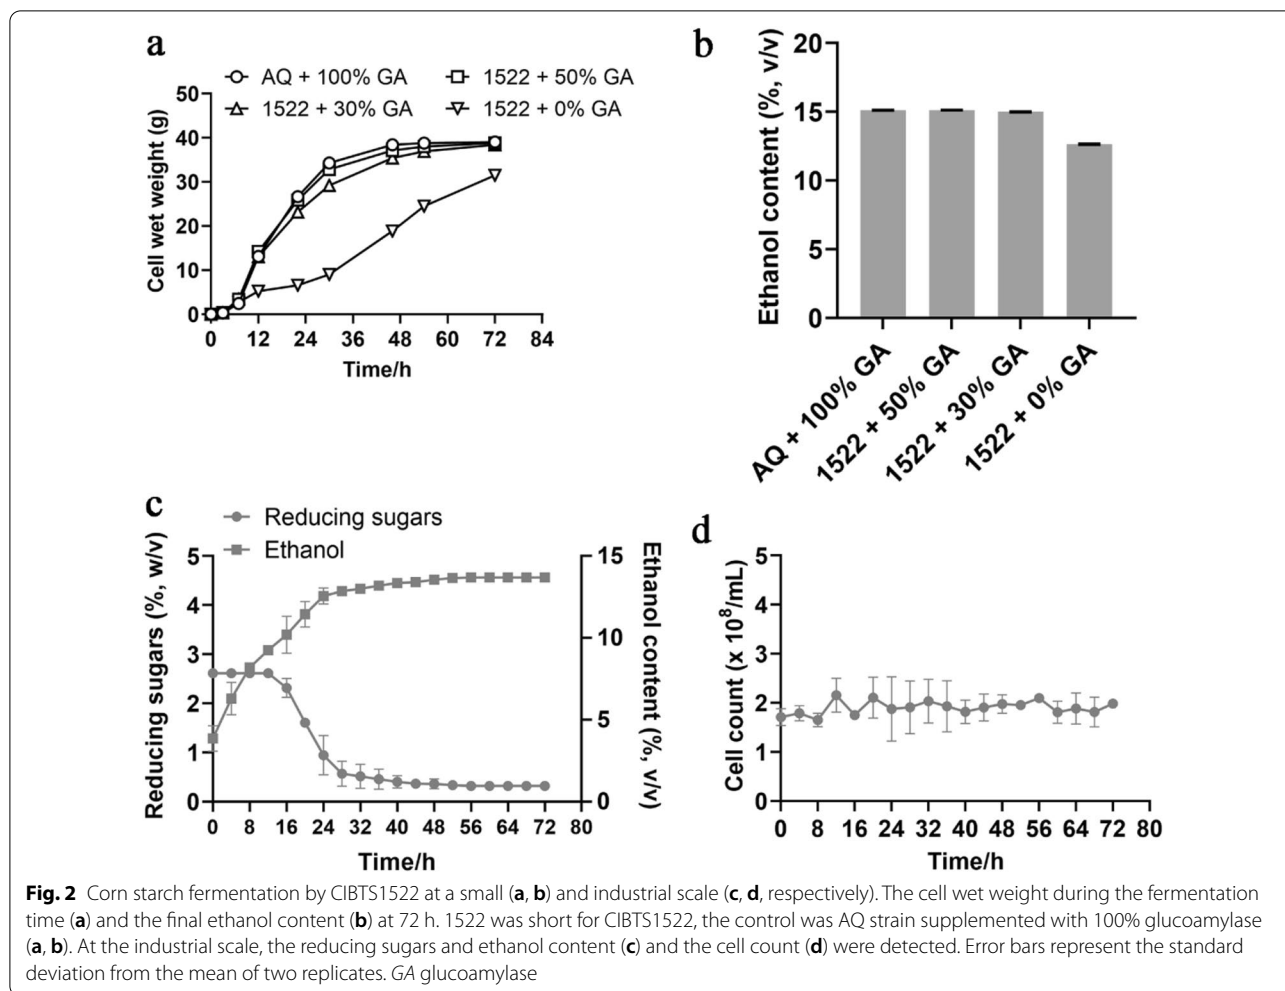 a
AQ + 100% GA
1522 + 50% GA
1522 + 30% GA
1522 + 0% GA
Cell wet weight (g)
50
40
30
20
10
0
0 12 24 36 48 60 72 84
Time/h
b
Ethanol content (%, v/v)
20
15
10
5
0
AQ + 100% GA
1522 + 50% GA
1522 + 30% GA
1522 + 0% GA
c
Reducing sugars
Ethanol
Reducing sugars (%, w/v)
5
4
3
2
1
0
Ethanol content (%, v/v)
15
10
5
0
0 8 16 24 32 40 48 56 64 72 80
Time/h
d
Cell count (x 10⁸/mL)
5
4
3
2
1
0
0 8 16 24 32 40 48 56 64 72 80
Time/h
Fig. 2 Corn starch fermentation by CIBTS1522 at a small (a, b) and industrial scale (c, d, respectively). The cell wet weight during the fermentation
time (a) and the final ethanol content (b) at 72 h. 1522 was short for CIBTS1522, the control was AQ strain supplemented with 100% glucoamylase
(a, b). At the industrial scale, the reducing sugars and ethanol content (c) and the cell count (d) were detected. Error bars represent the standard
deviation from the mean of two replicates. GA glucoamylase